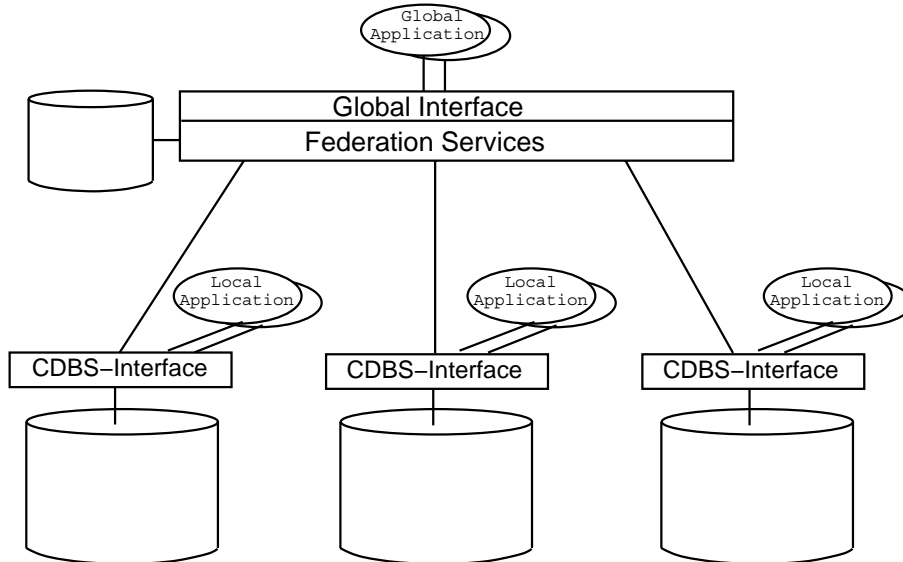 Global
Application
Global Interface
Federation Services
Local
Application
Local
Application
Local
Application
CDBS–Interface
CDBS–Interface
CDBS–Interface